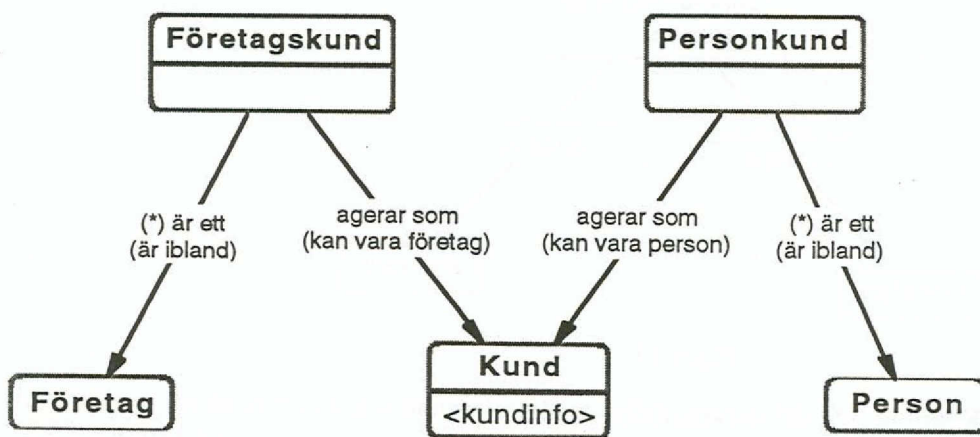 Företagskund
Personkund
(*) är ett
(är ibland)
agerar som
(kan vara företag)
agerar som
(kan vara person)
(*) är ett
(är ibland)
Företag
Kund
<kundinfo>
Person